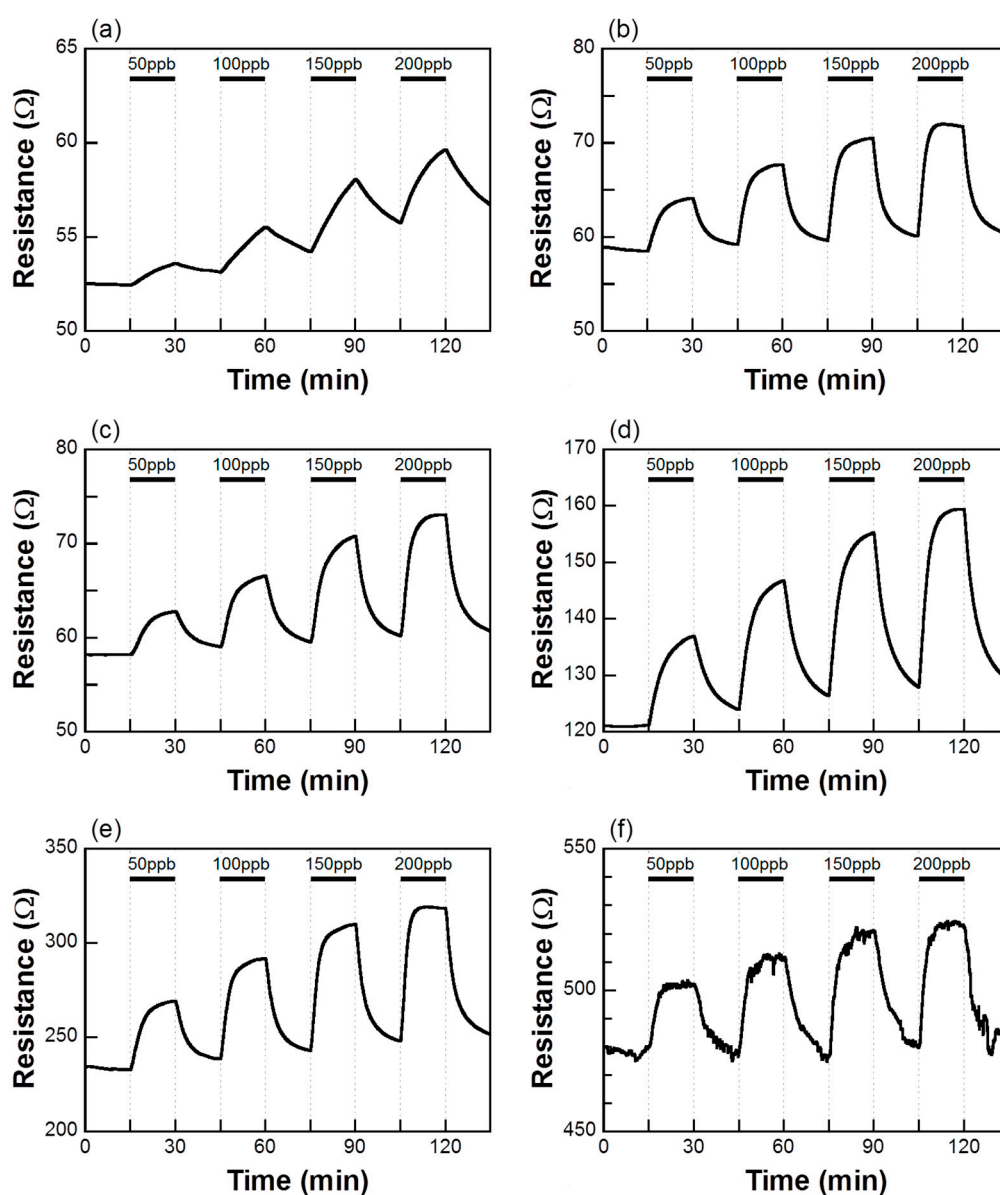 (a)
65
60
55
50
50ppb 100ppb 150ppb 200ppb
Resistance (Ω)
0 30 60 90 120
Time (min)
(b)
80
70
60
50
50ppb 100ppb 150ppb 200ppb
Resistance (Ω)
0 30 60 90 120
Time (min)
(c)
80
70
60
50
50ppb 100ppb 150ppb 200ppb
Resistance (Ω)
0 30 60 90 120
Time (min)
(d)
170
160
150
140
130
120
50ppb 100ppb 150ppb 200ppb
Resistance (Ω)
0 30 60 90 120
Time (min)
(e)
350
300
250
200
50ppb 100ppb 150ppb 200ppb
Resistance (Ω)
0 30 60 90 120
Time (min)
(f)
550
500
450
50ppb 100ppb 150ppb 200ppb
Resistance (Ω)
0 30 60 90 120
Time (min)